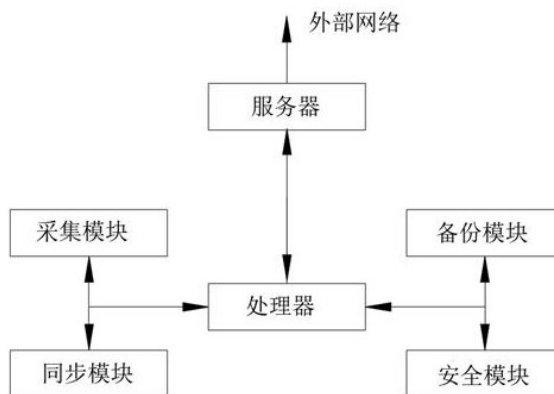 外部网络
服务器
采集模块
备份模块
处理器
同步模块
安全模块